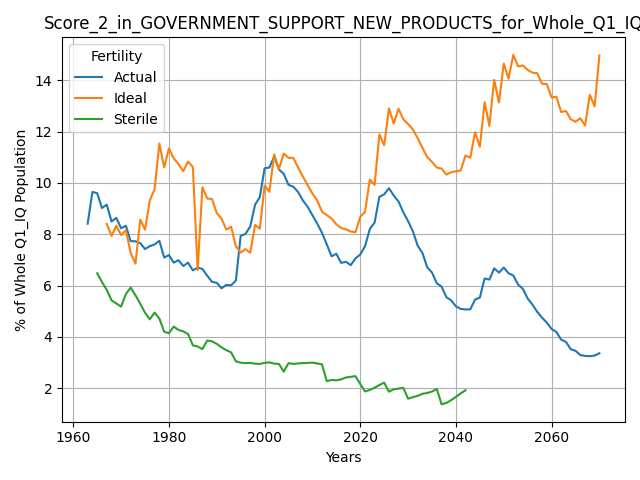 Score_2_in_GOVERNMENT_SUPPORT_NEW_PRODUCTS_for_Whole_Q1_IQ
Fertility
Actual
Ideal
Sterile
% of Whole Q1_IQ Population
14
12
10
8
6
4
2
1960 1980 2000 2020 2040 2060
Years